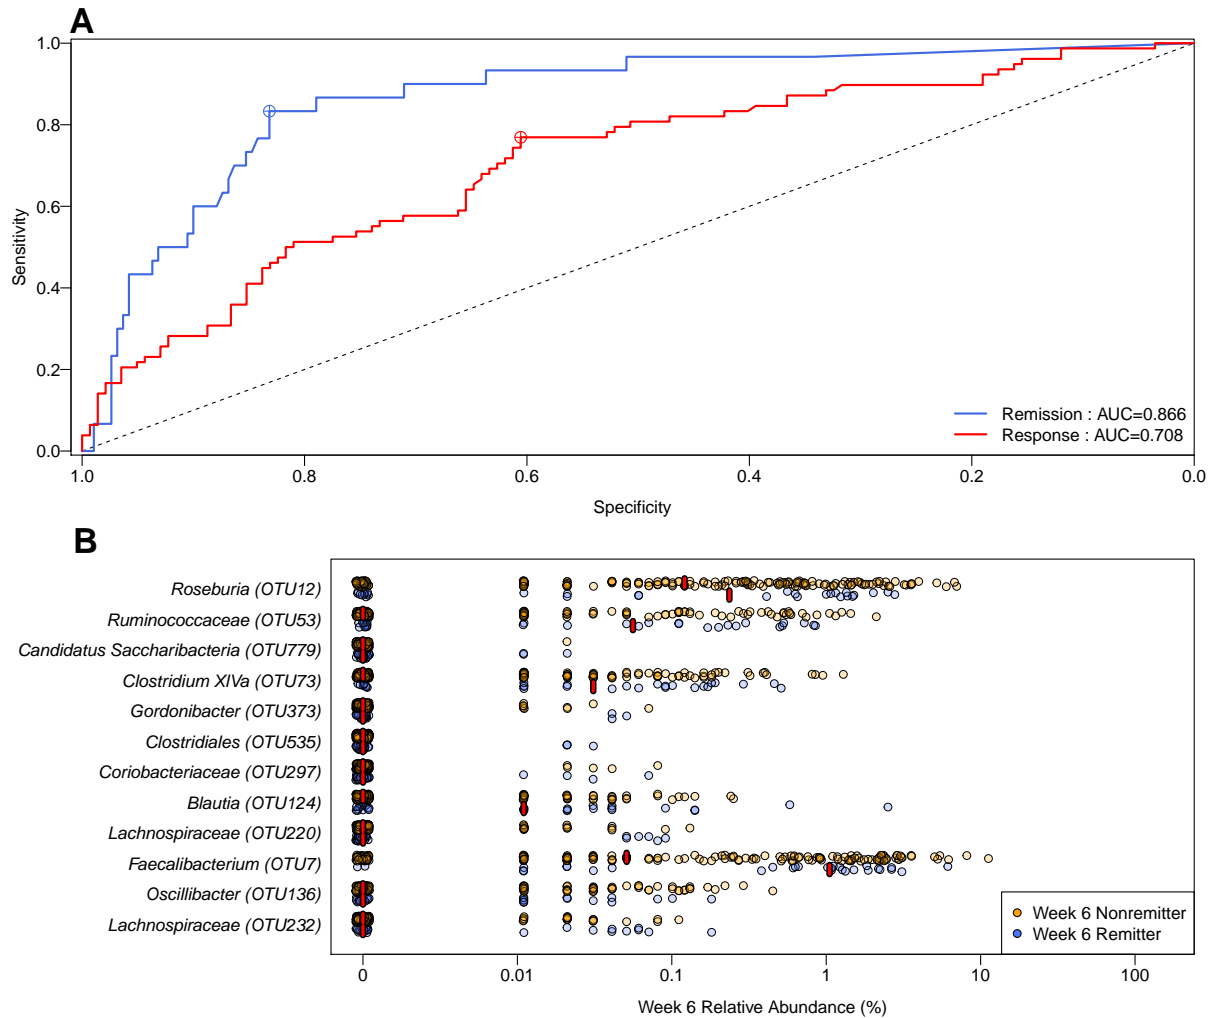 A
1.0
0.8
0.6
0.4
0.2
0.0
Sensitivity
Remission : AUC=0.866
Response : AUC=0.708
1.0
0.8
0.6
0.4
0.2
0.0
Specificity
B
Roseburia (OTU12)
Ruminococcaceae (OTU53)
Candidatus Saccharibacteria (OTU779)
Clostridium XIVa (OTU73)
Gordonibacter (OTU373)
Clostridiales (OTU535)
Coriobacteriaceae (OTU297)
Blautia (OTU124)
Lachnospiraceae (OTU220)
Faecalibacterium (OTU7)
Oscillibacter (OTU136)
Lachnospiraceae (OTU232)
Week 6 Nonremitter
Week 6 Remitter
0
0.01
0.1
1
10
100
Week 6 Relative Abundance (%)